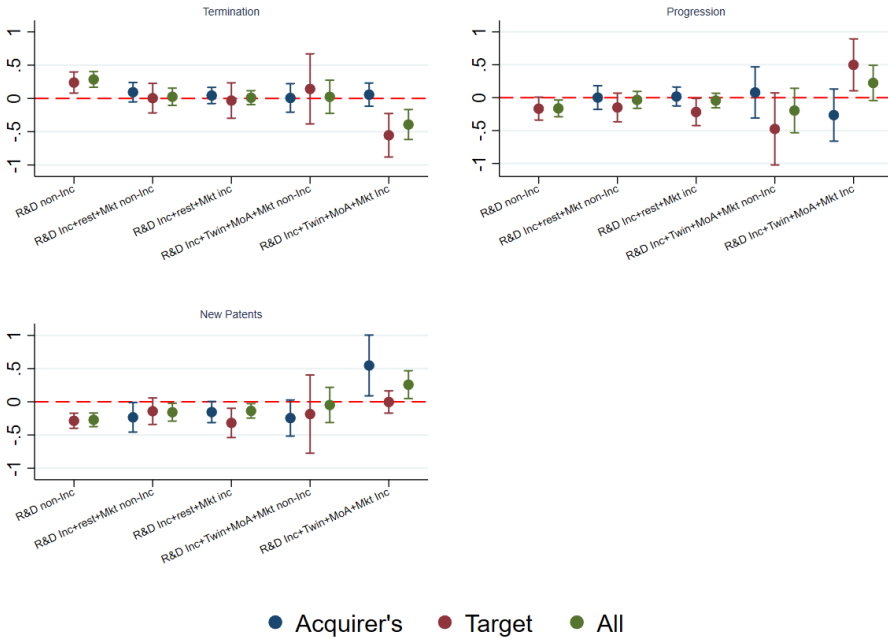 Termination
1
.5
0
-.5
-1
R&D non-Inc
R&D Inc+rest+Mkt non-Inc
R&D Inc+rest+Mkt inc
R&D Inc+Twin+MoA+Mkt non-Inc
R&D Inc+Twin+MoA+Mkt Inc
Progression
1
.5
0
-.5
-1
R&D non-Inc
R&D Inc+rest+Mkt non-Inc
R&D Inc+rest+Mkt inc
R&D Inc+Twin+MoA+Mkt non-Inc
R&D Inc+Twin+MoA+Mkt Inc
New Patents
1
.5
0
-.5
-1
R&D non-Inc
R&D Inc+rest+Mkt non-Inc
R&D Inc+rest+Mkt inc
R&D Inc+Twin+MoA+Mkt non-Inc
R&D Inc+Twin+MoA+Mkt Inc
Acquirer's Target All